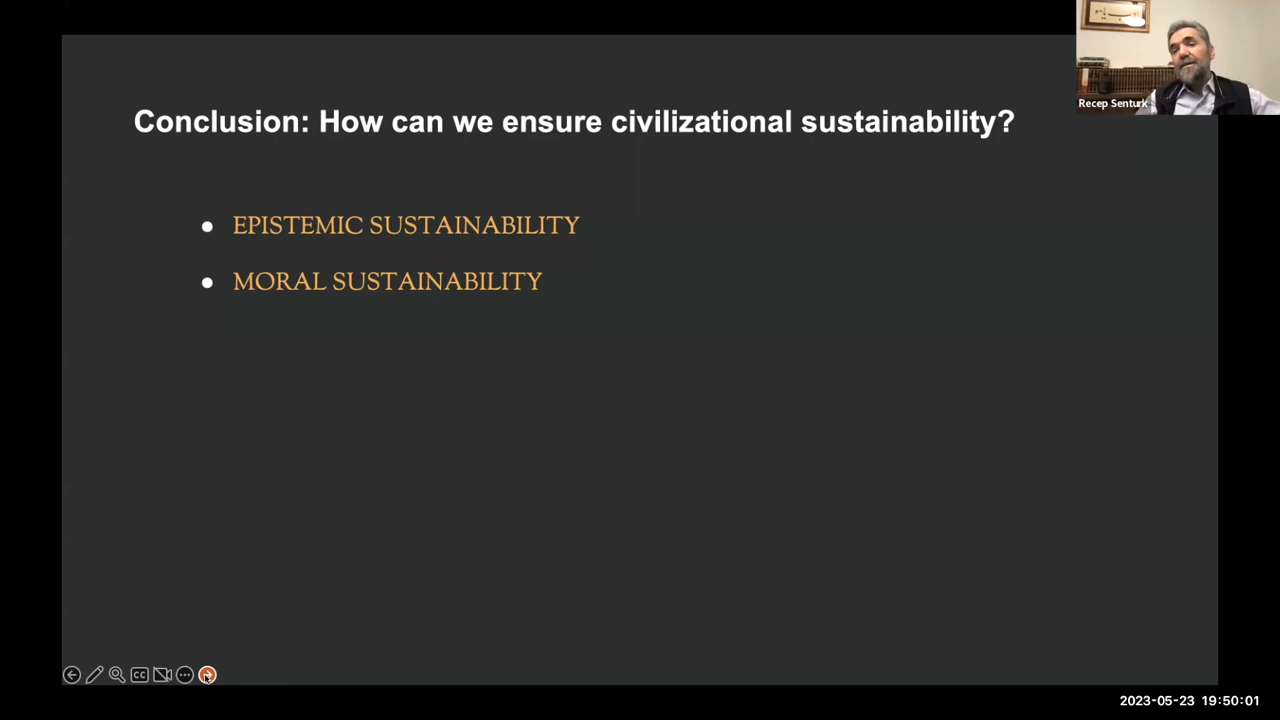 Conclusion: How can we ensure civilizational sustainability?
● EPISTEMIC SUSTAINABILITY
● MORAL SUSTAINABILITY
Recep Senturk
CC
2023-05-23 19:50:01